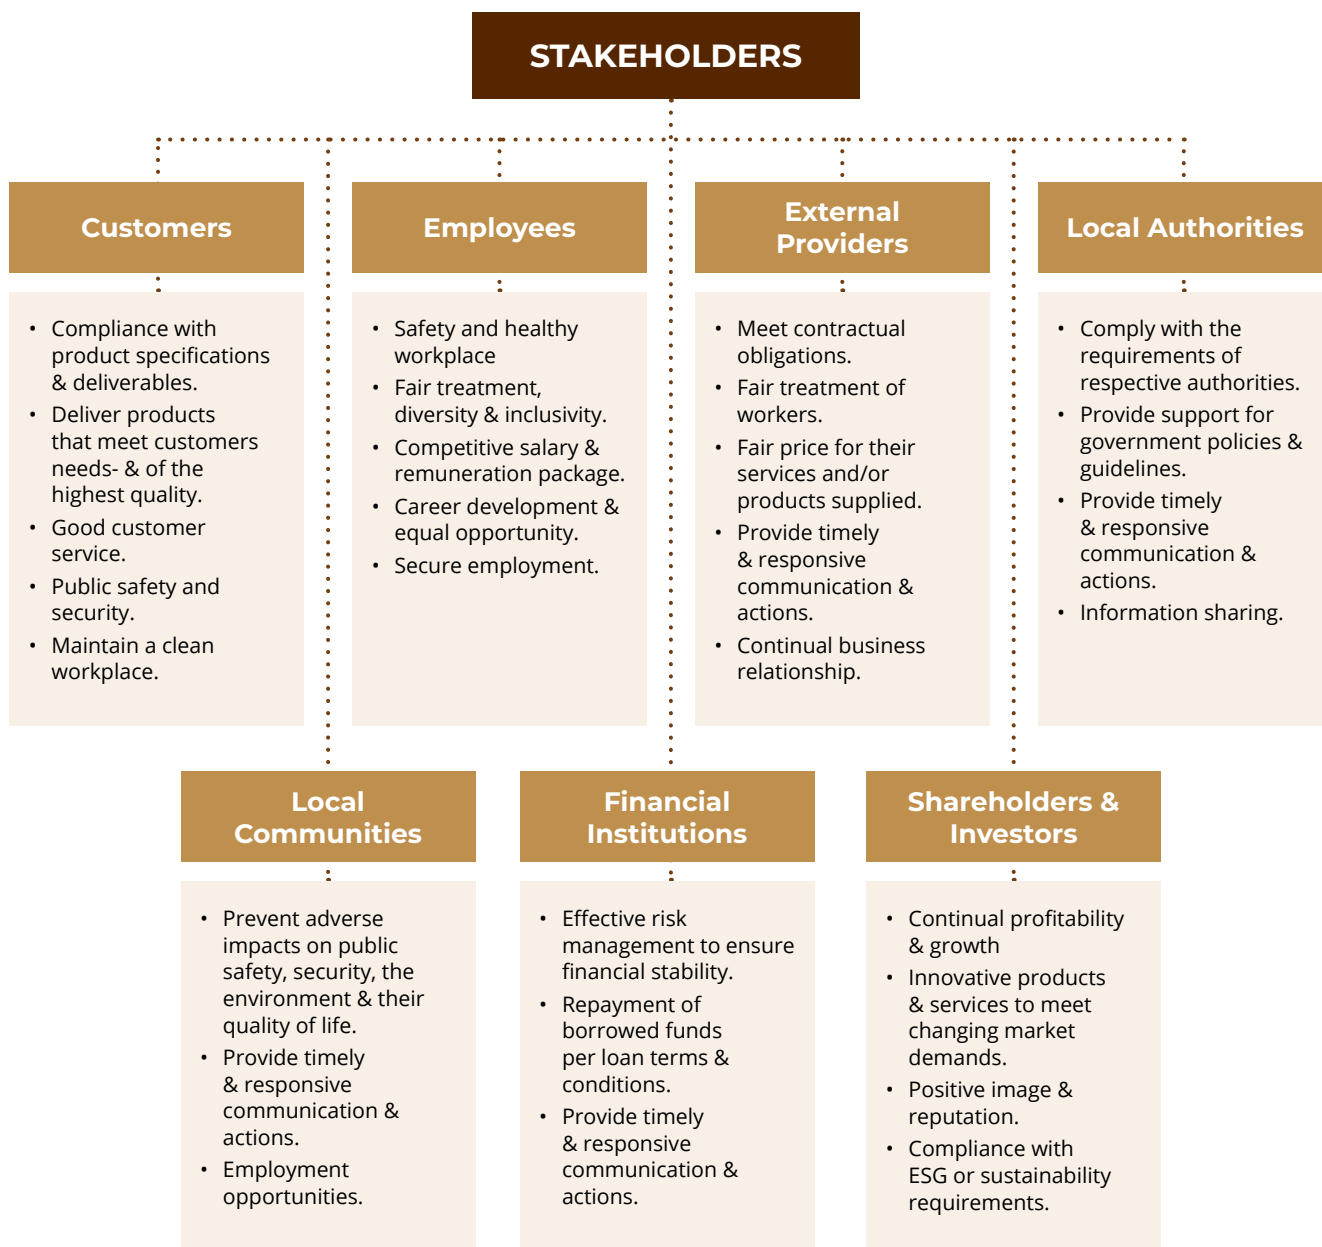 STAKEHOLDERS
Customers
• Compliance with
product specifications
& deliverables.
• Deliver products
that meet customers
needs- & of the
highest quality.
• Good customer
service.
• Public safety and
security.
• Maintain a clean
workplace.
Employees
• Safety and healthy
workplace
• Fair treatment,
diversity & inclusivity.
• Competitive salary &
remuneration package.
• Career development &
equal opportunity.
• Secure employment.
External
Providers
• Meet contractual
obligations.
• Fair treatment of
workers.
• Fair price for their
services and/or
products supplied.
• Provide timely
& responsive
communication &
actions.
• Continual business
relationship.
Local Authorities
• Comply with the
requirements of
respective authorities.
• Provide support for
government policies &
guidelines.
• Provide timely
& responsive
communication &
actions.
• Information sharing.
Local
Communities
• Prevent adverse
impacts on public
safety, security, the
environment & their
quality of life.
• Provide timely
& responsive
communication &
actions.
• Employment
opportunities.
Financial
Institutions
• Effective risk
management to ensure
financial stability.
• Repayment of
borrowed funds
per loan terms &
conditions.
• Provide timely
& responsive
communication &
actions.
Shareholders &
Investors
• Continual profitability
& growth
• Innovative products
& services to meet
changing market
demands.
• Positive image &
reputation.
• Compliance with
ESG or sustainability
requirements.